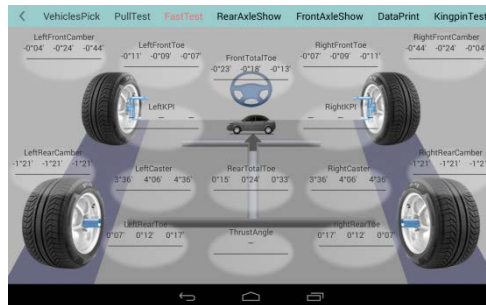 VehiclesPick PullTest FastTest RearAxleShow FrontAxleShow DataPrint KingpinTest
LeftFrontCamber
-0°04' -0°24' -0°44'
LeftFrontToe
-0°11' -0°09' -0°07'
FrontTotalToe
-0°23' -0°18' -0°13'
RightFrontToe
-0°07' -0°09' -0°11'
RightFrontCamber
-0°44' -0°24' -0°04'
LeftKPI
– –
RightKPI
– –
LeftRearCamber
-1°21' -1°21' -1°21'
LeftCaster
3°36' 4°06' 4°36'
RearTotalToe
0°15' 0°24' 0°33'
RightCaster
3°36' 4°06' 4°36'
RightRearCamber
-1°21' -1°21' -1°21'
LeftRearToe
0°07' 0°12' 0°17'
ThrustAngle
–
RightRearToe
0°17' 0°12' 0°07'